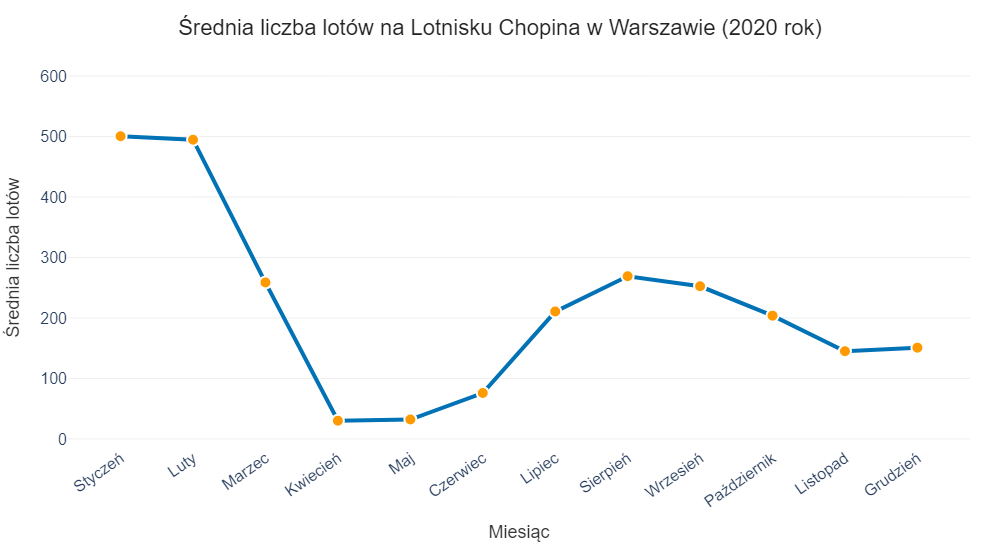 Średnia liczba lotów na Lotnisku Chopina w Warszawie (2020 rok)
Średnia liczba lotów
600
500
400
300
200
100
0
Styczeń
Luty
Marzec
Kwiecień
Maj
Czerwiec
Lipiec
Sierpień
Wrzesień
Październik
Listopad
Grudzień
Miesiąc